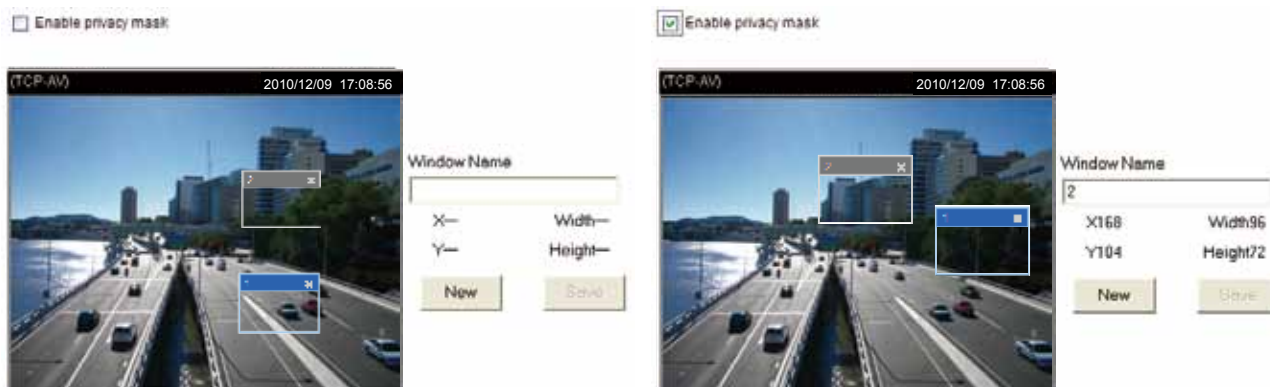 Enable privacy mask
(TCP-AV) 2010/12/09 17:08:56
Window Name
X— Width—
Y— Height—
New Save
Enable privacy mask
(TCP-AV) 2010/12/09 17:08:56
Window Name
2
X168 Width96
Y104 Height72
New Save